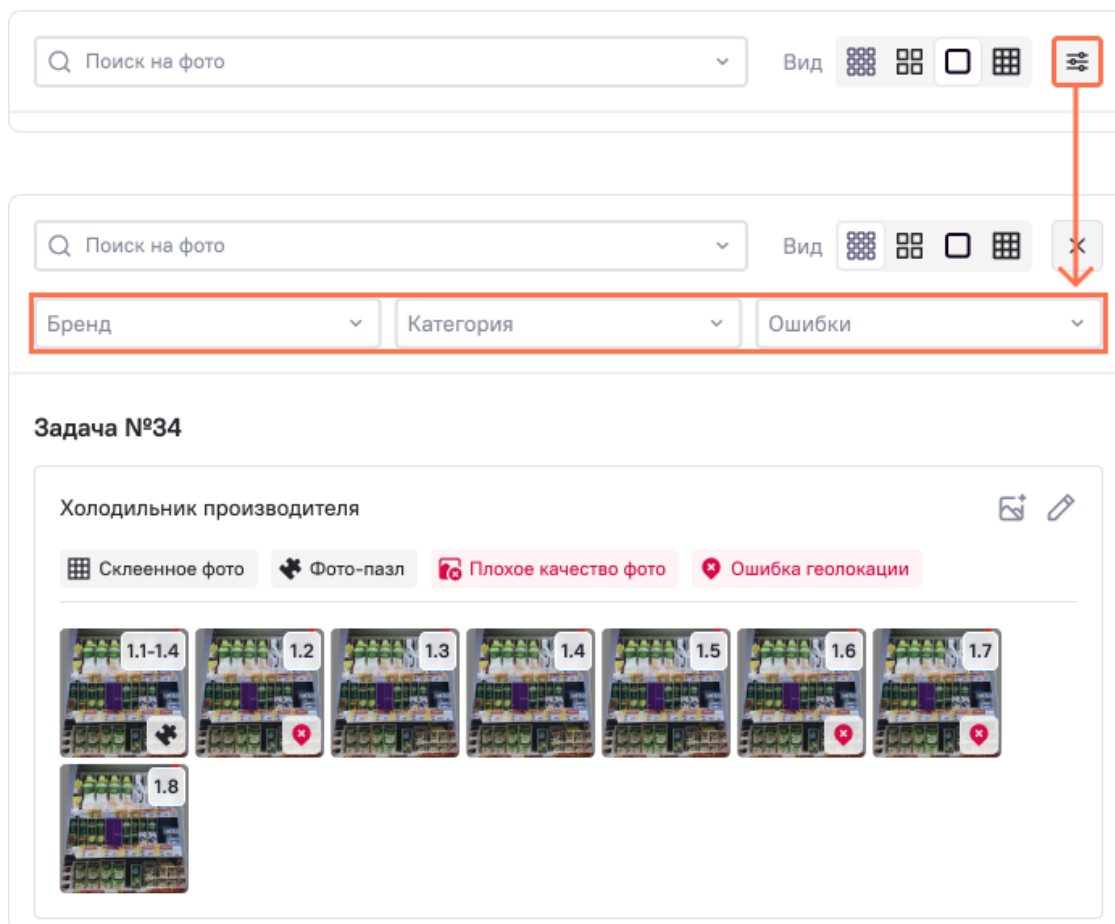 Поиск на фото Вид
Поиск на фото Вид
Бренд Категория Ошибки
Задача №34
Холодильник производителя
Склеенное фото Фото-пазл Плохое качество фото Ошибка геолокации
1.1-1.4 1.2 1.3 1.4 1.5 1.6 1.7
1.8